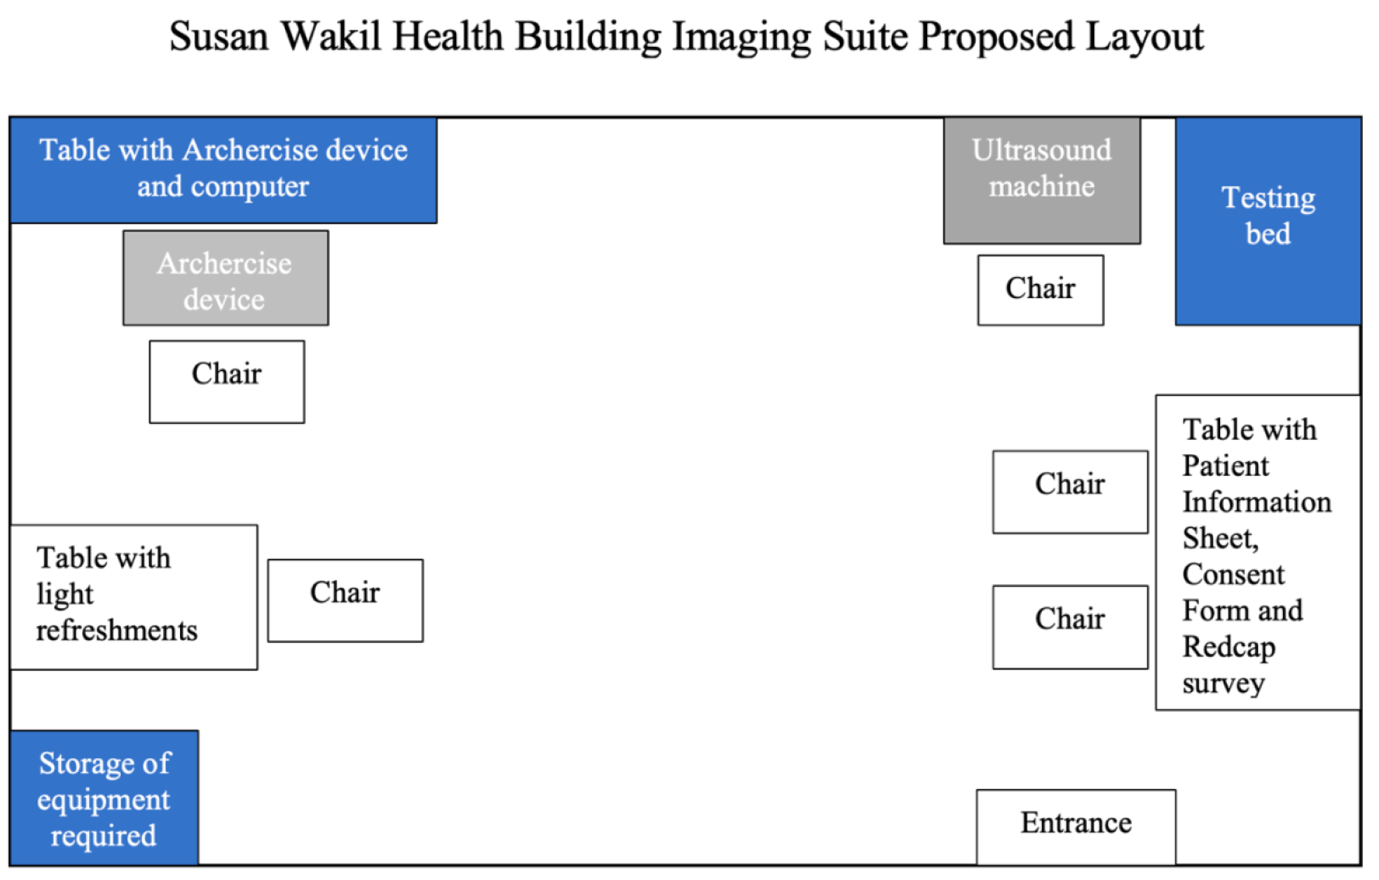 Susan Wakil Health Building Imaging Suite Proposed Layout
Table with Archercise device
and computer
Ultrasound
machine
Testing
bed
Archercise
device
Chair
Chair
Table with
Patient
Information
Sheet,
Consent
Form and
Redcap
survey
Chair
Chair
Table with
light
refreshments
Chair
Storage of
equipment
required
Entrance